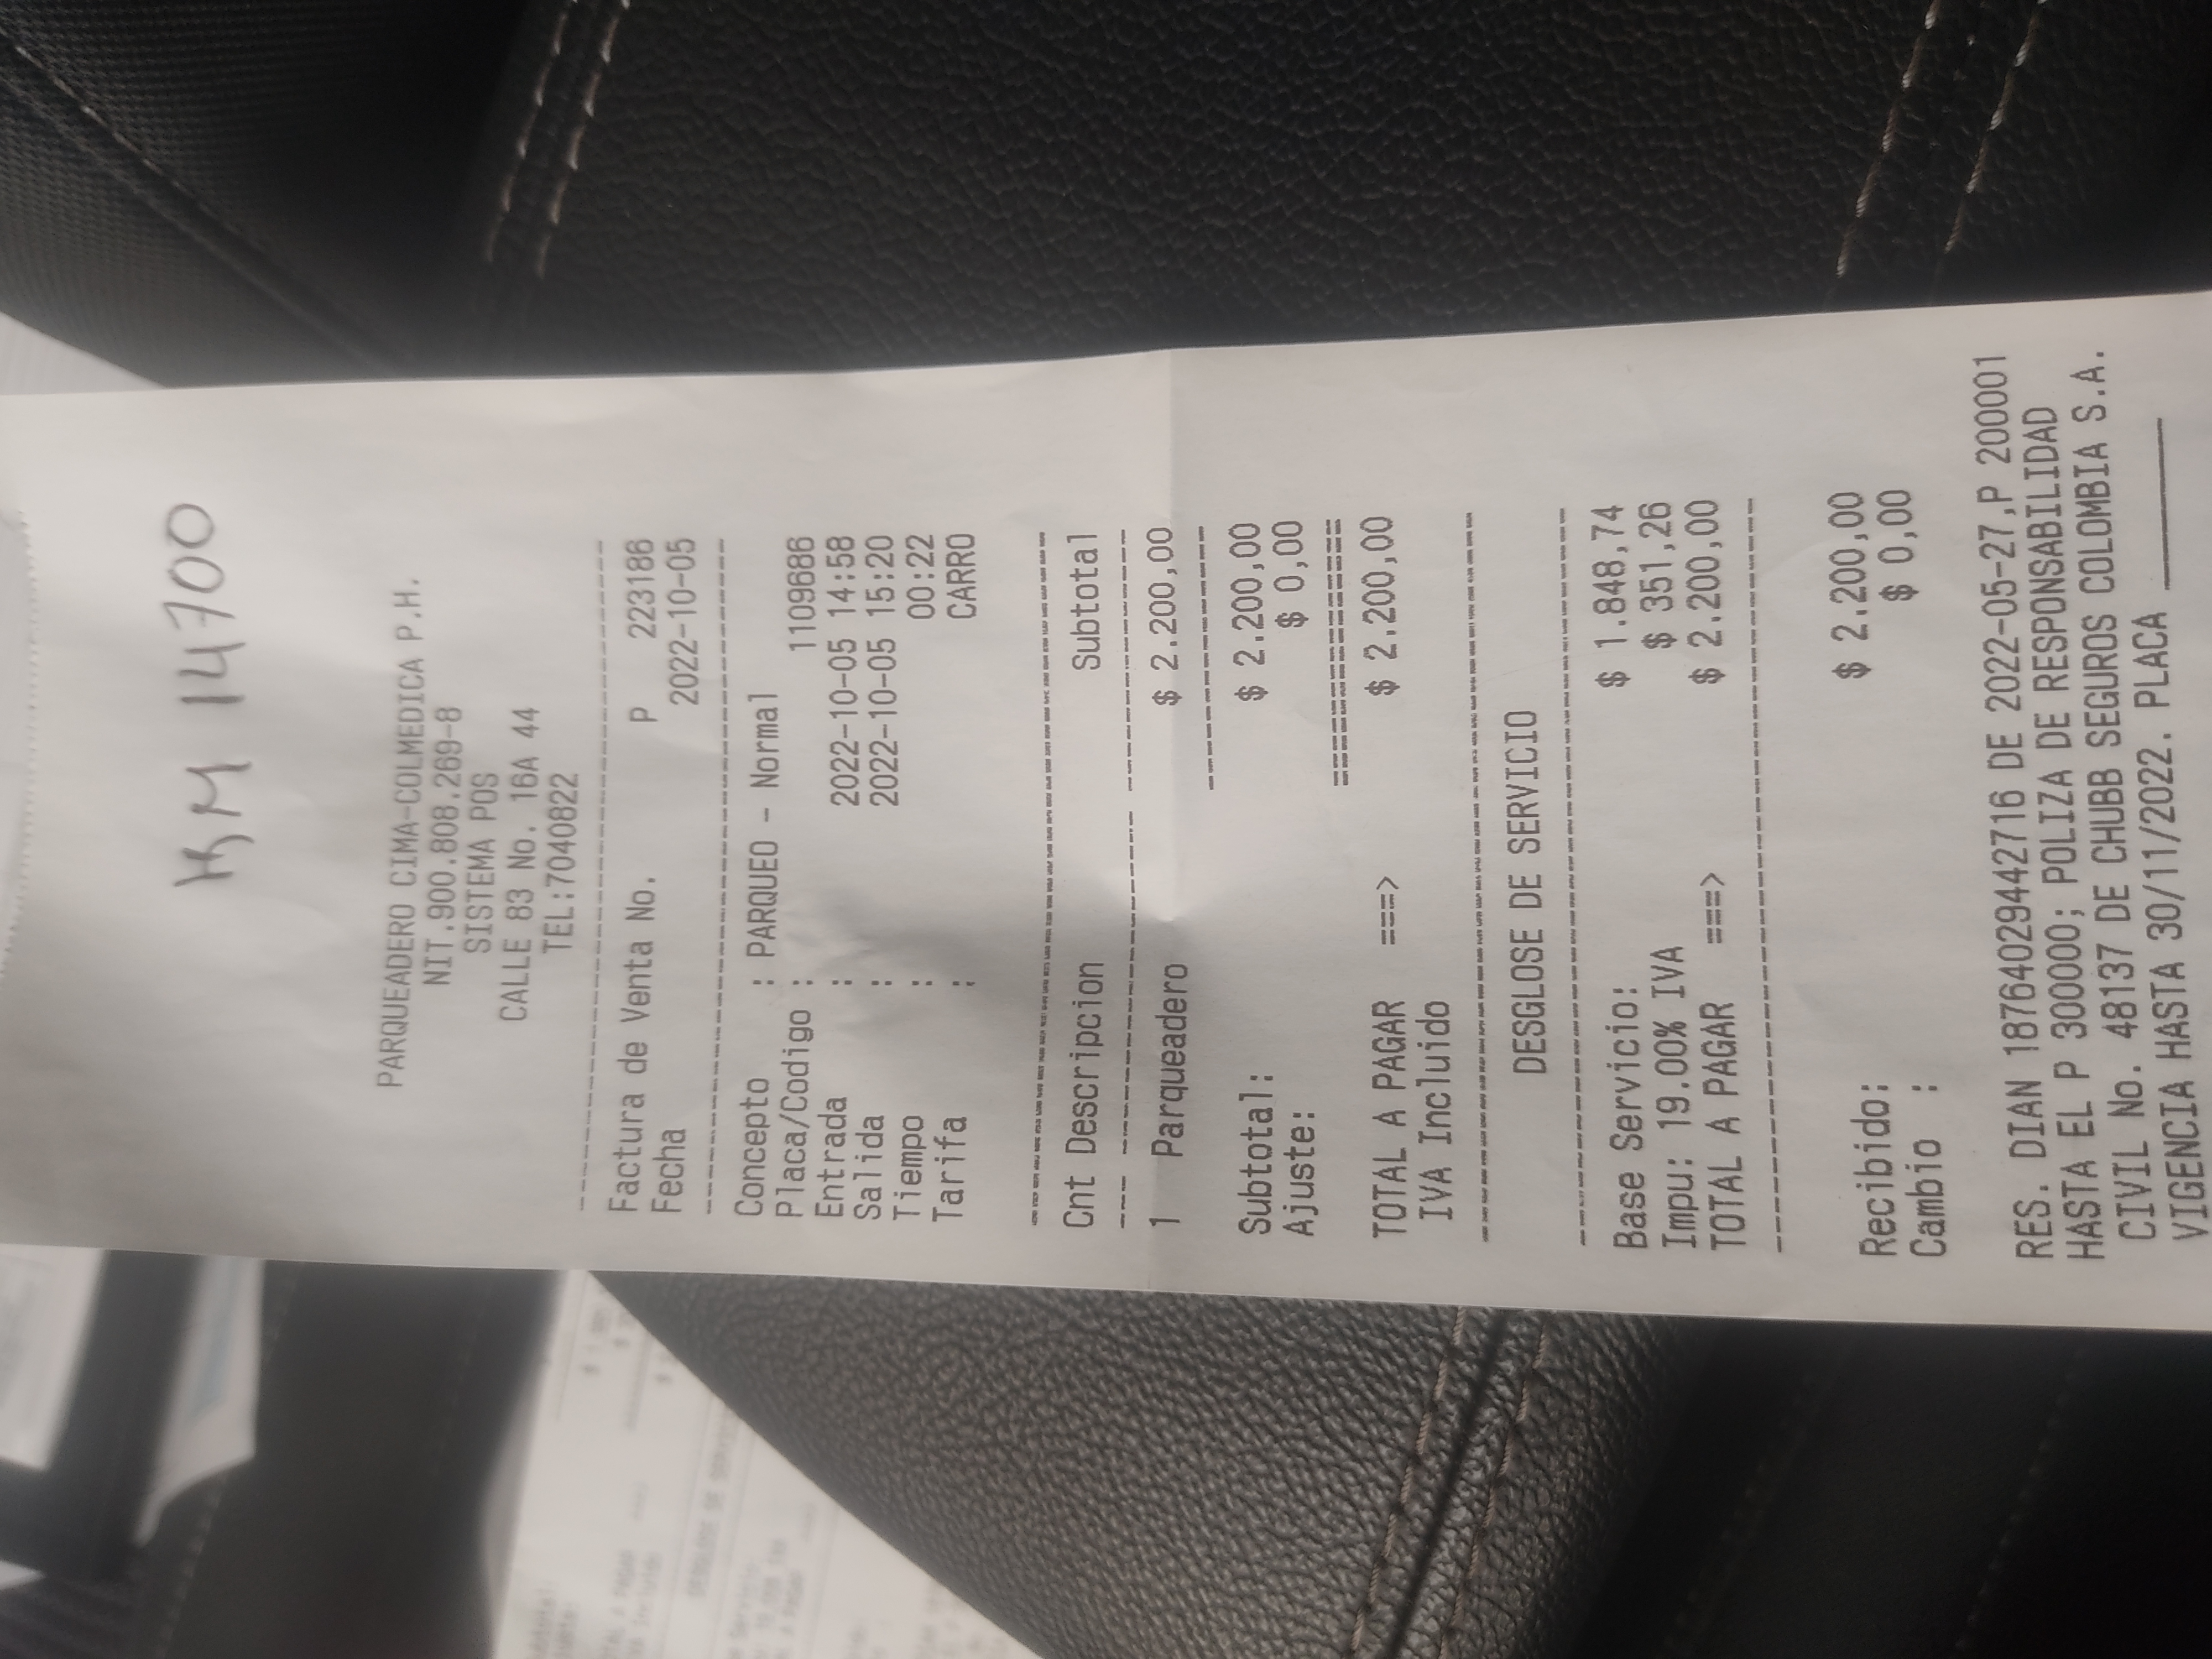 KM 14700
PARQUEADERO CIMA-COLMEDICA P.H.
NIT.900.808.269-8
SISTEMA POS
CALLE 83 No. 16A 44
TEL:7040822
Factura de Venta No. P 223186
Fecha 2022-10-05
Concepto : PARQUEO - Normal
Placa/Codigo : 1109686
Entrada : 2022-10-05 14:58
Salida : 2022-10-05 15:20
Tiempo : 00:22
Tarifa : CARRO
Cnt Descripcion Subtotal
1 Parqueadero $ 2.200,00
Subtotal: $ 2.200,00
Ajuste: $ 0,00
TOTAL A PAGAR ===> $ 2.200,00
IVA Incluido
DESGLOSE DE SERVICIO
Base Servicio: $ 1.848,74
Impu: 19.00% IVA $ 351,26
TOTAL A PAGAR ===> $ 2.200,00
Recibido: $ 2.200,00
Cambio : $ 0,00
RES. DIAN 18764029442716 DE 2022-05-27,P 200001
HASTA EL P 300000; POLIZA DE RESPONSABILIDAD
CIVIL No. 48137 DE CHUBB SEGUROS COLOMBIA S.A.
VIGENCIA HASTA 30/11/2022. PLACA ______